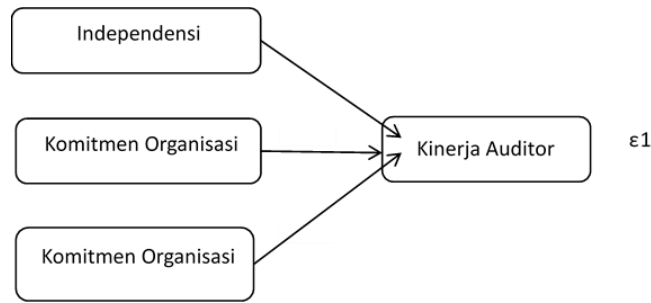 Independensi
Komitmen Organisasi
Kinerja Auditor
ε1
Komitmen Organisasi